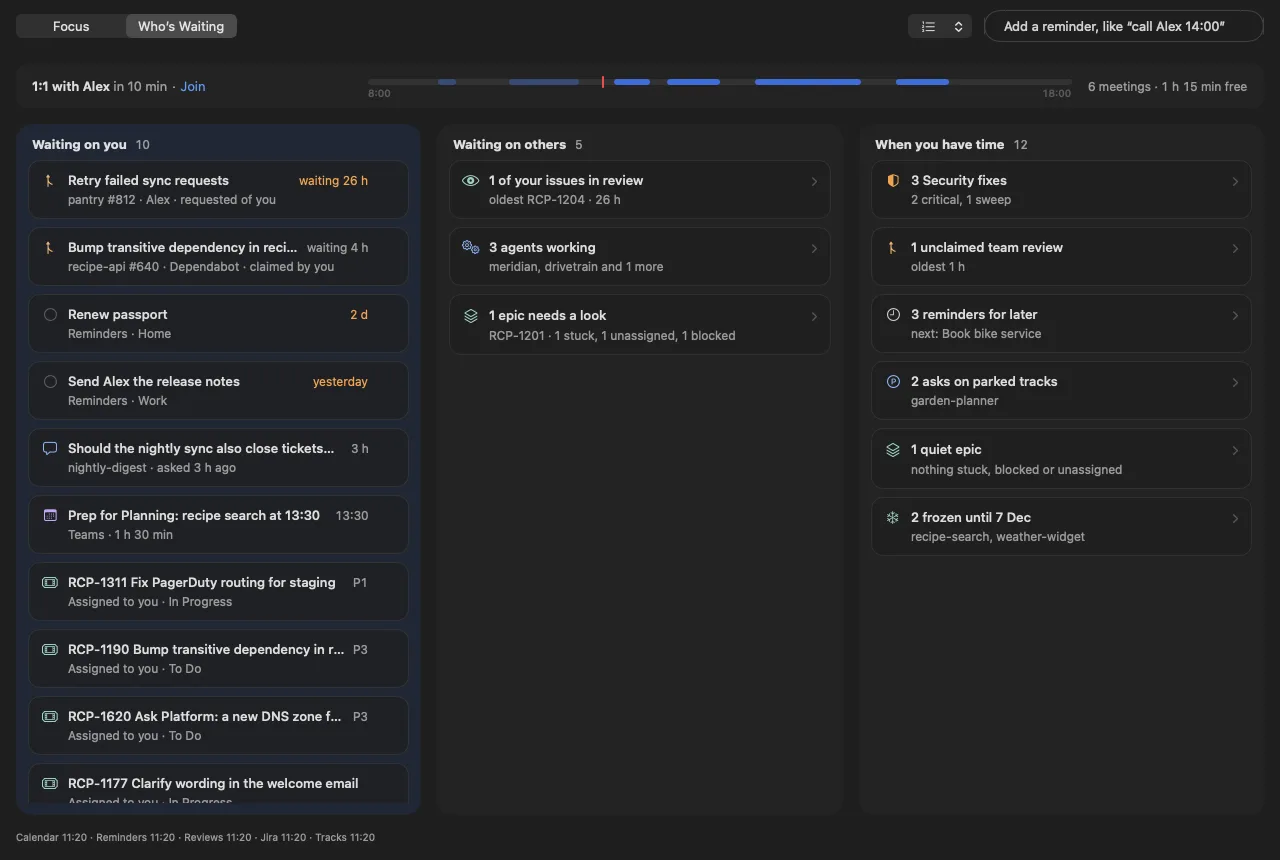 Focus
Who's Waiting
Add a reminder, like “call Alex 14:00”
1:1 with Alex in 10 min · Join
8:00
18:00
6 meetings · 1 h 15 min free
Waiting on you 10
Retry failed sync requests waiting 26 h
pantry #812 · Alex · requested of you
Bump transitive dependency in reci... waiting 4 h
recipe-api #640 · Dependabot · claimed by you
Renew passport 2 d
Reminders · Home
Send Alex the release notes yesterday
Reminders · Work
Should the nightly sync also close tickets... 3 h
nightly-digest · asked 3 h ago
Prep for Planning: recipe search at 13:30 13:30
Teams · 1 h 30 min
RCP-1311 Fix PagerDuty routing for staging P1
Assigned to you · In Progress
RCP-1190 Bump transitive dependency in r... P3
Assigned to you · To Do
RCP-1620 Ask Platform: a new DNS zone f... P3
Assigned to you · To Do
RCP-1177 Clarify wording in the welcome email
Assigned to you · In Progress
Waiting on others 5
1 of your issues in review
oldest RCP-1204 · 26 h
3 agents working
meridian, drivetrain and 1 more
1 epic needs a look
RCP-1201 · 1 stuck, 1 unassigned, 1 blocked
When you have time 12
3 Security fixes
2 critical, 1 sweep
1 unclaimed team review
oldest 1 h
3 reminders for later
next: Book bike service
P
2 asks on parked tracks
garden-planner
1 quiet epic
nothing stuck, blocked or unassigned
2 frozen until 7 Dec
recipe-search, weather-widget
Calendar 11:20 · Reminders 11:20 · Reviews 11:20 · Jira 11:20 · Tracks 11:20